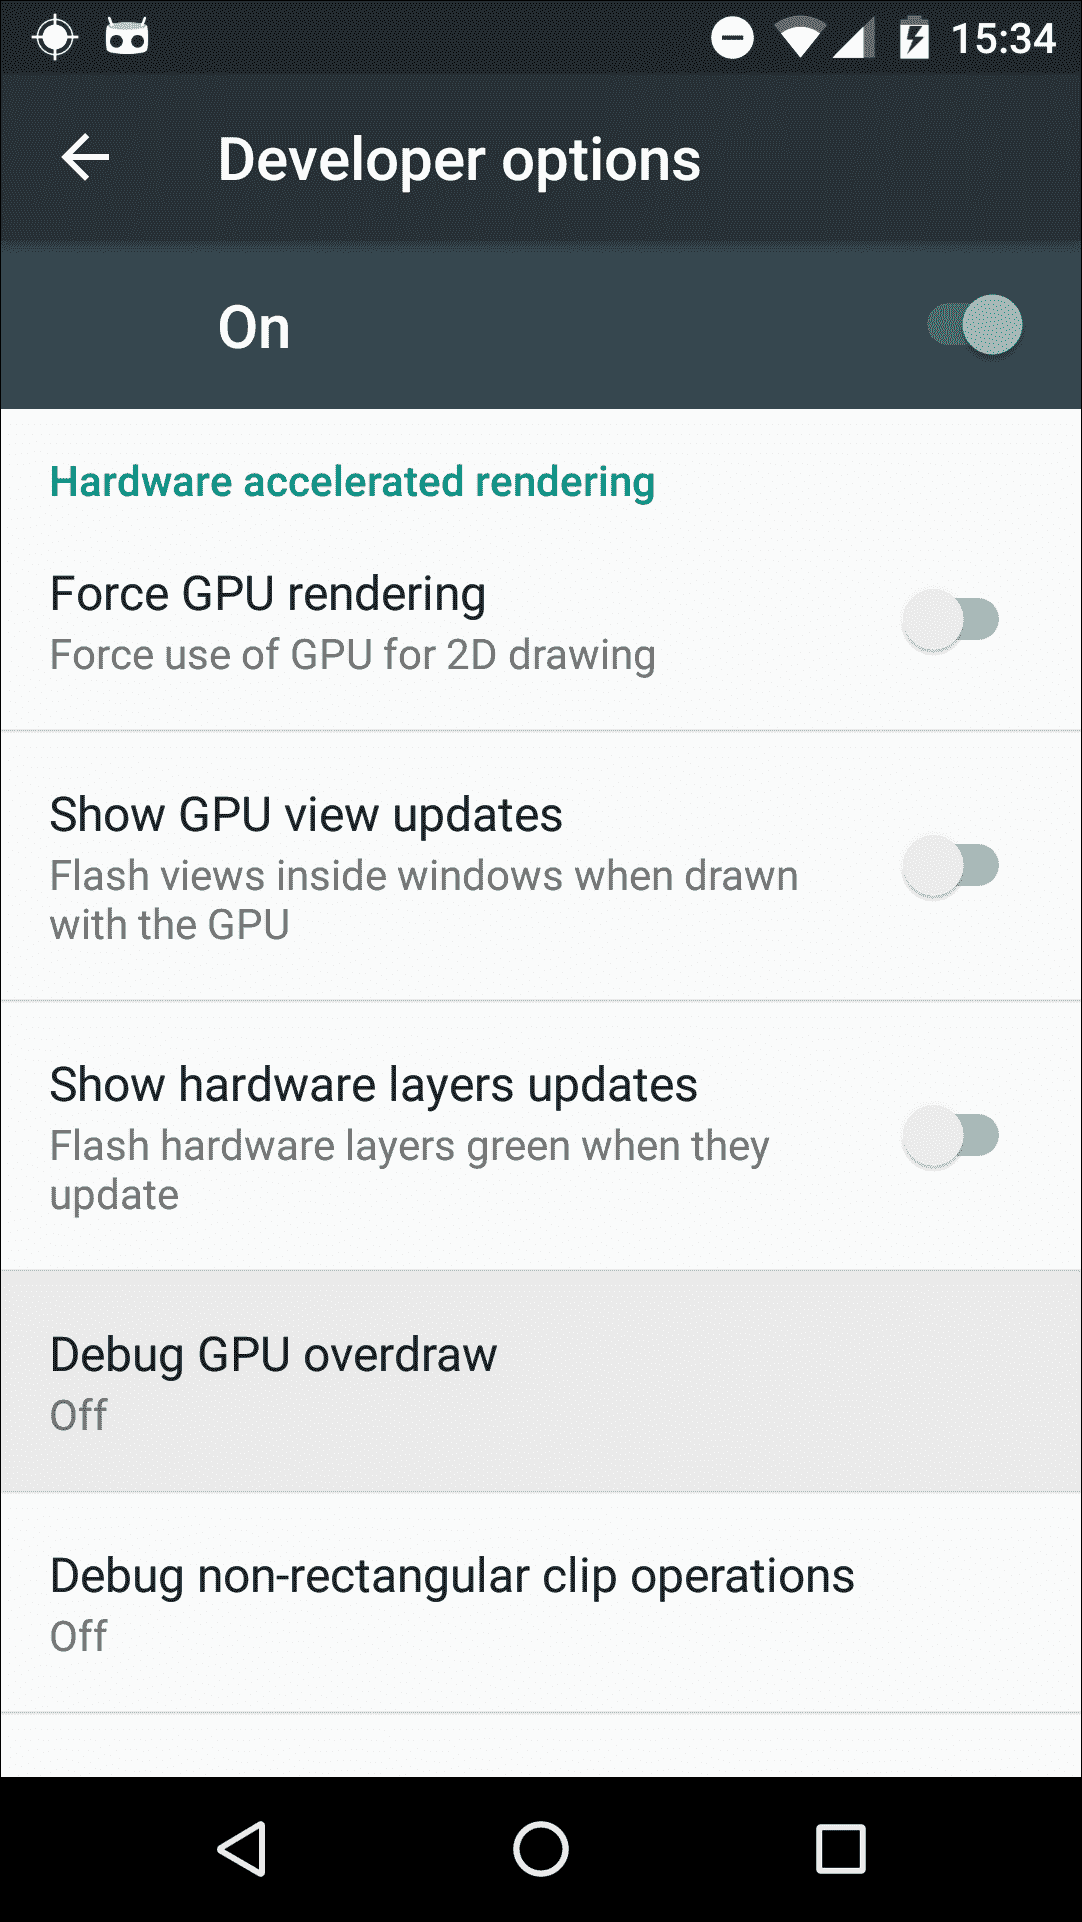 15:34
Developer options
On
Hardware accelerated rendering
Force GPU rendering
Force use of GPU for 2D drawing
Show GPU view updates
Flash views inside windows when drawn
with the GPU
Show hardware layers updates
Flash hardware layers green when they
update
Debug GPU overdraw
Off
Debug non-rectangular clip operations
Off